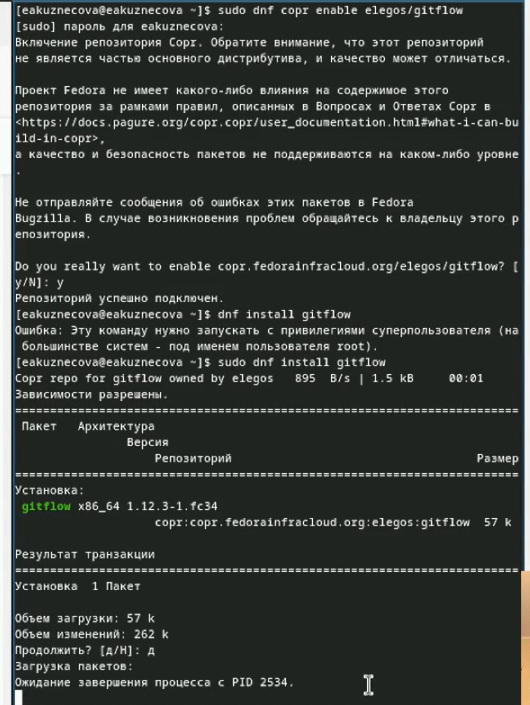 [eakuznecova@eakuznecova ~]$ sudo dnf copr enable elegos/gitflow
[sudo] пароль для eakuznecova:
Включение репозитория Copr. Обратите внимание, что этот репозиторий
не является частью основного дистрибутива, и качество может отличаться.
Проект Fedora не имеет какого-либо влияния на содержимое этого
репозитория за рамками правил, описанных в Вопросах и Ответах Copr в
<https://docs.pagure.org/copr.copr/user_documentation.html#what-i-can-bu
ild-in-copr>,
а качество и безопасность пакетов не поддерживаются на каком-либо уровне
.
Не отправляйте сообщения об ошибках этих пакетов в Fedora
Bugzilla. В случае возникновения проблем обращайтесь к владельцу этого р
епозитория.
Do you really want to enable copr.fedorainfracloud.org/elegos/gitflow? [
y/N]: y
Репозиторий успешно подключен.
[eakuznecova@eakuznecova ~]$ dnf install gitflow
Ошибка: Эту команду нужно запускать с привилегиями суперпользователя (на
 большинстве систем - под именем пользователя root).
[eakuznecova@eakuznecova ~]$ sudo dnf install gitflow
Copr repo for gitflow owned by elegos   895  B/s | 1.5 kB     00:01
Зависимости разрешены.
========================================================================
 Пакет   Архитектура
                Версия
                    Репозиторий                                   Размер
========================================================================
Установка:
 gitflow x86_64 1.12.3-1.fc34
                    copr:copr.fedorainfracloud.org:elegos:gitflow  57 k
Результат транзакции
========================================================================
Установка  1 Пакет
Объем загрузки: 57 k
Объем изменений: 262 k
Продолжить? [д/Н]: д
Загрузка пакетов:
Ожидание завершения процесса с PID 2534.